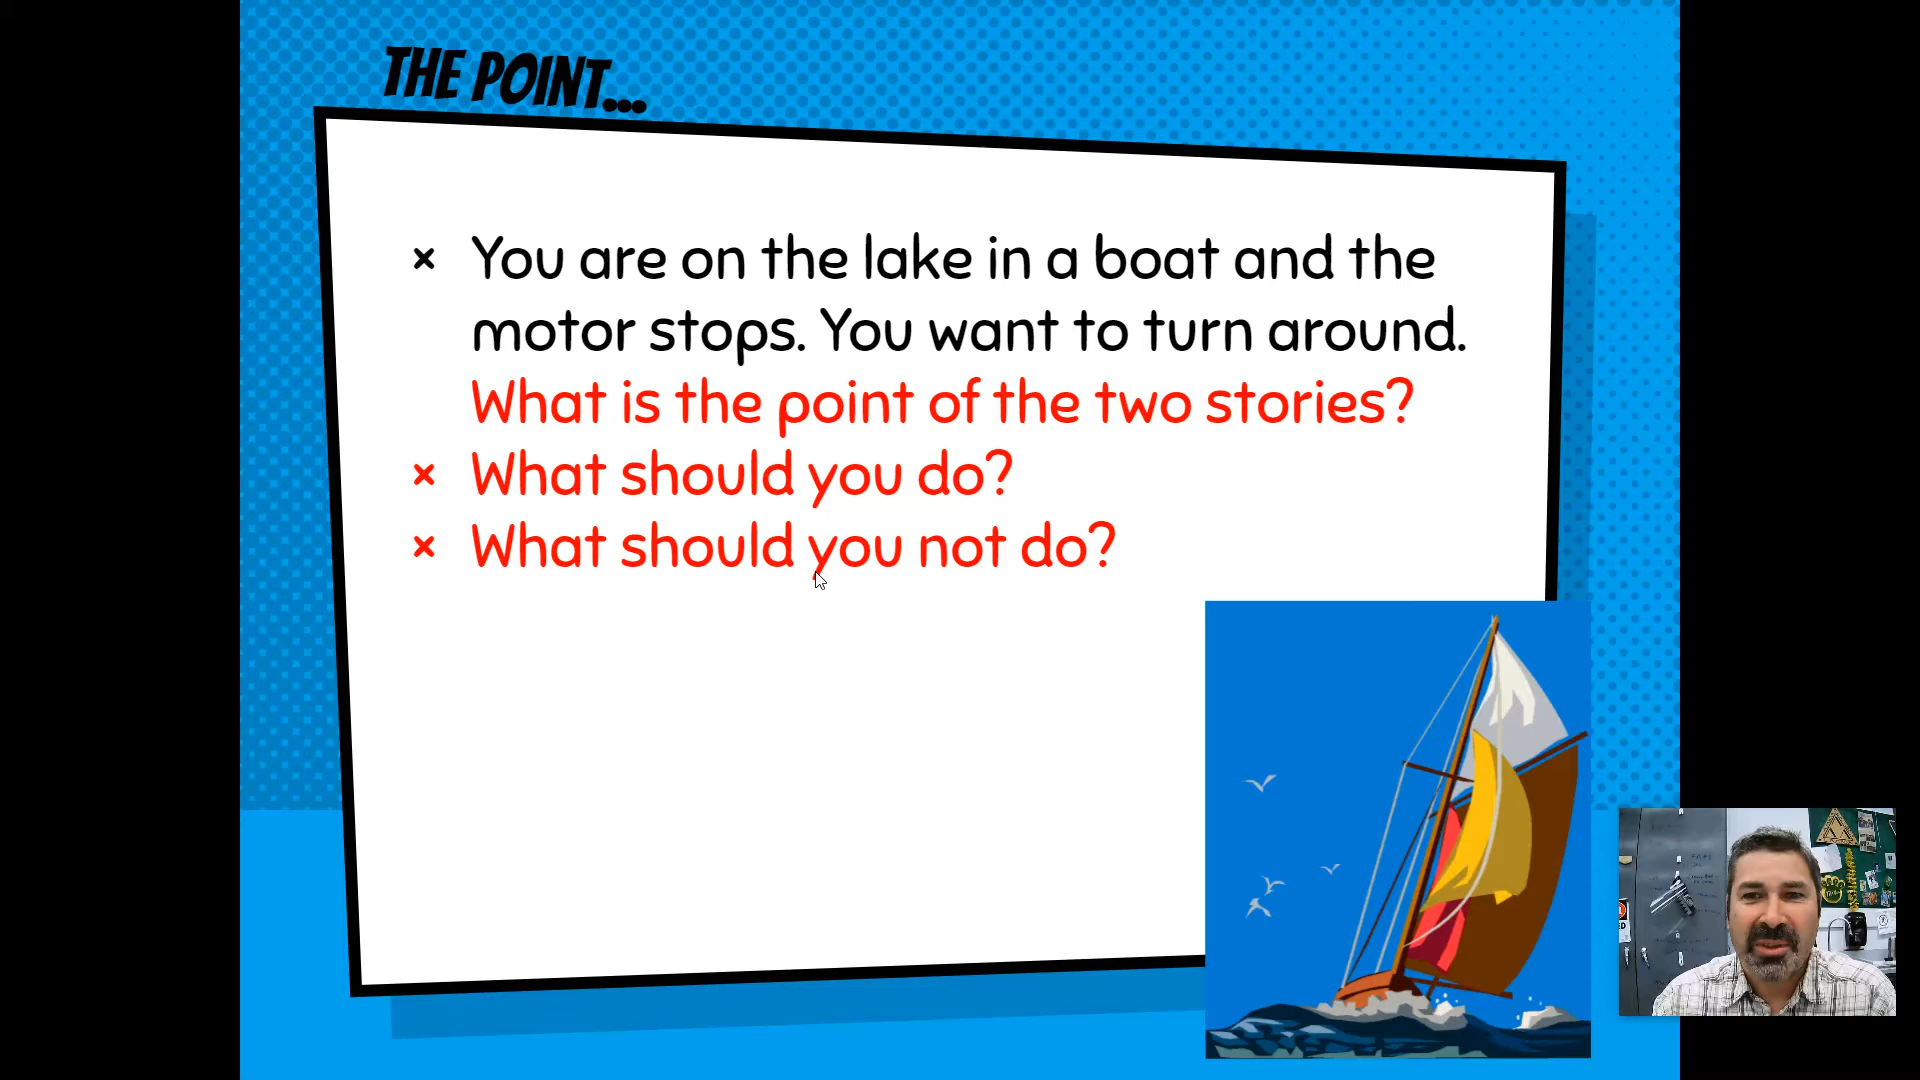 THE POINT...
× You are on the lake in a boat and the
motor stops. You want to turn around.
What is the point of the two stories?
× What should you do?
× What should you not do?